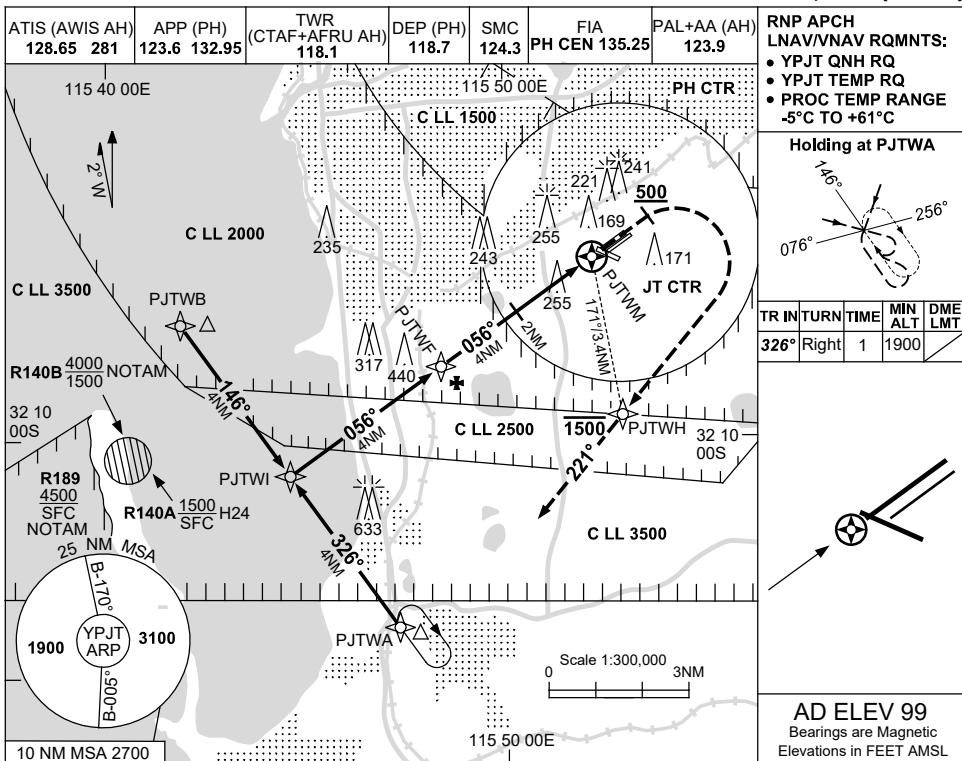 ATIS (AWIS AH)
128.65 281
APP (PH)
123.6 132.95
TWR
(CTAF+AFRU AH)
118.1
DEP (PH)
118.7
SMC
124.3
FIA
PH CEN 135.25
PAL+AA (AH)
123.9
RNP APCH
LNAV/VNAV RQMNTS:
• YPJT QNH RQ
• YPJT TEMP RQ
• PROC TEMP RANGE
-5°C TO +61°C
Holding at PJTWA
146°
256°
076°
TR IN TURN TIME MIN ALT DME LMT
326° Right 1 1900
115 40 00E
115 50 00E
PH CTR
C LL 1500
2° W
241
221
500
169
255
235
C LL 2000
243
171
C LL 3500
255
PJTWM
JT CTR
PJTWB
PJTWF
2NM
171°/3.4NM
056°
4NM
317
440
R140B 4000
1500 NOTAM
146°
4NM
056°
4NM
C LL 2500
1500
PJTWH
32 10
00S
32 10
00S
221°
R189
4500
SFC
NOTAM
PJTWI
R140A 1500
SFC H24
633
C LL 3500
326°
4NM
25 NM MSA
B-170°
1900
YPJT
ARP
3100
B-005°
PJTWA
Scale 1:300,000
0 3NM
10 NM MSA 2700
115 50 00E
AD ELEV 99
Bearings are Magnetic
Elevations in FEET AMSL